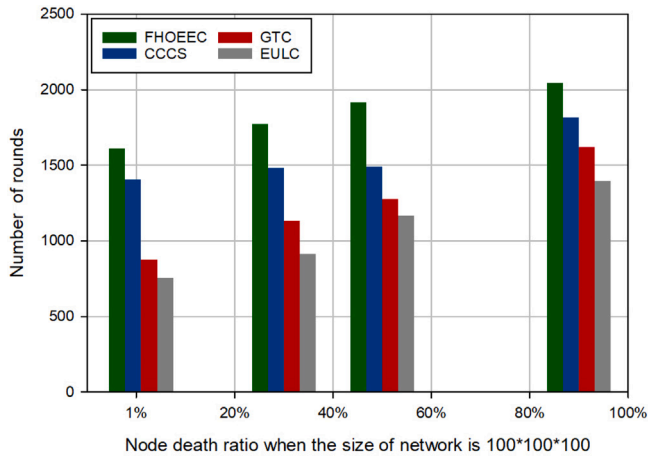 2500
2000
1500
1000
500
0
Number of rounds
FHOEEC GTC
CCCS EULC
1% 20% 40% 60% 80% 100%
Node death ratio when the size of network is 100*100*100